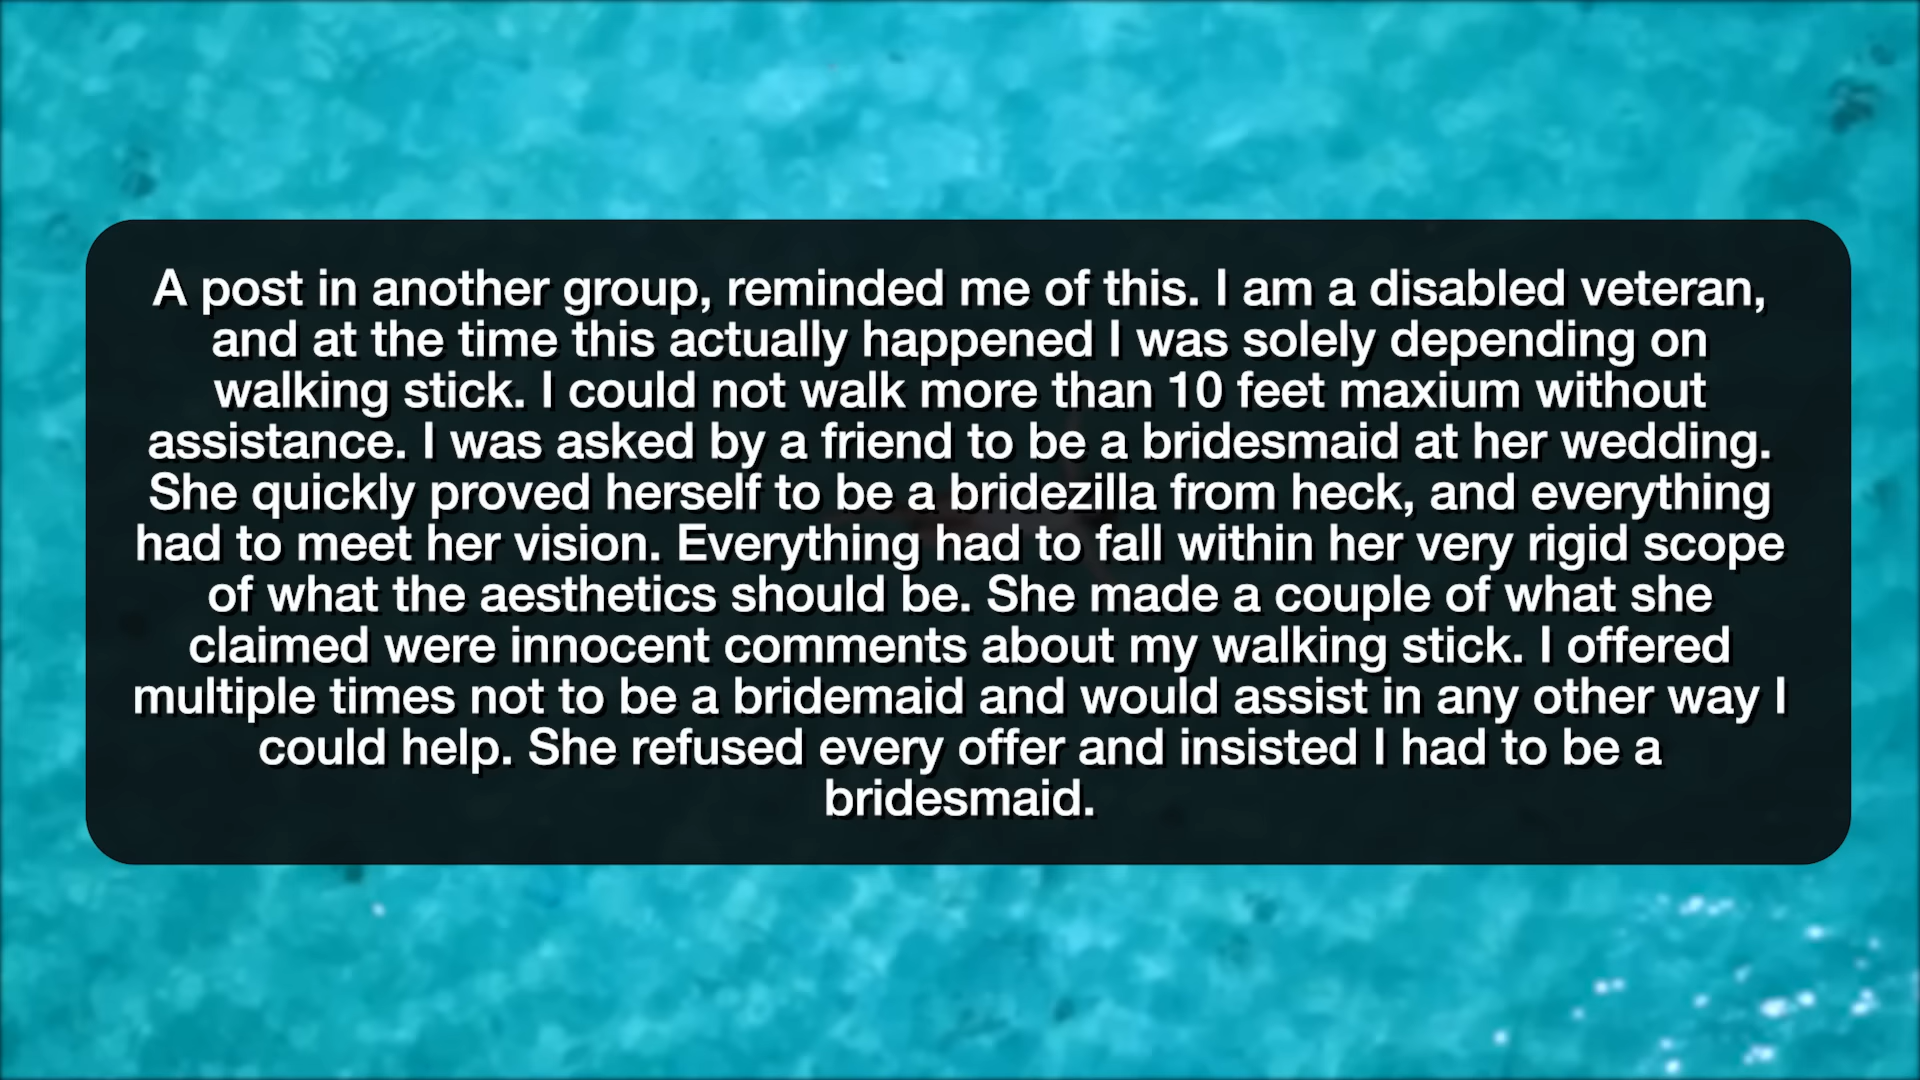 A post in another group, reminded me of this. I am a disabled veteran,
and at the time this actually happened I was solely depending on
walking stick. I could not walk more than 10 feet maxium without
assistance. I was asked by a friend to be a bridesmaid at her wedding.
She quickly proved herself to be a bridezilla from heck, and everything
had to meet her vision. Everything had to fall within her very rigid scope
of what the aesthetics should be. She made a couple of what she
claimed were innocent comments about my walking stick. I offered
multiple times not to be a bridemaid and would assist in any other way I
could help. She refused every offer and insisted I had to be a
bridesmaid.